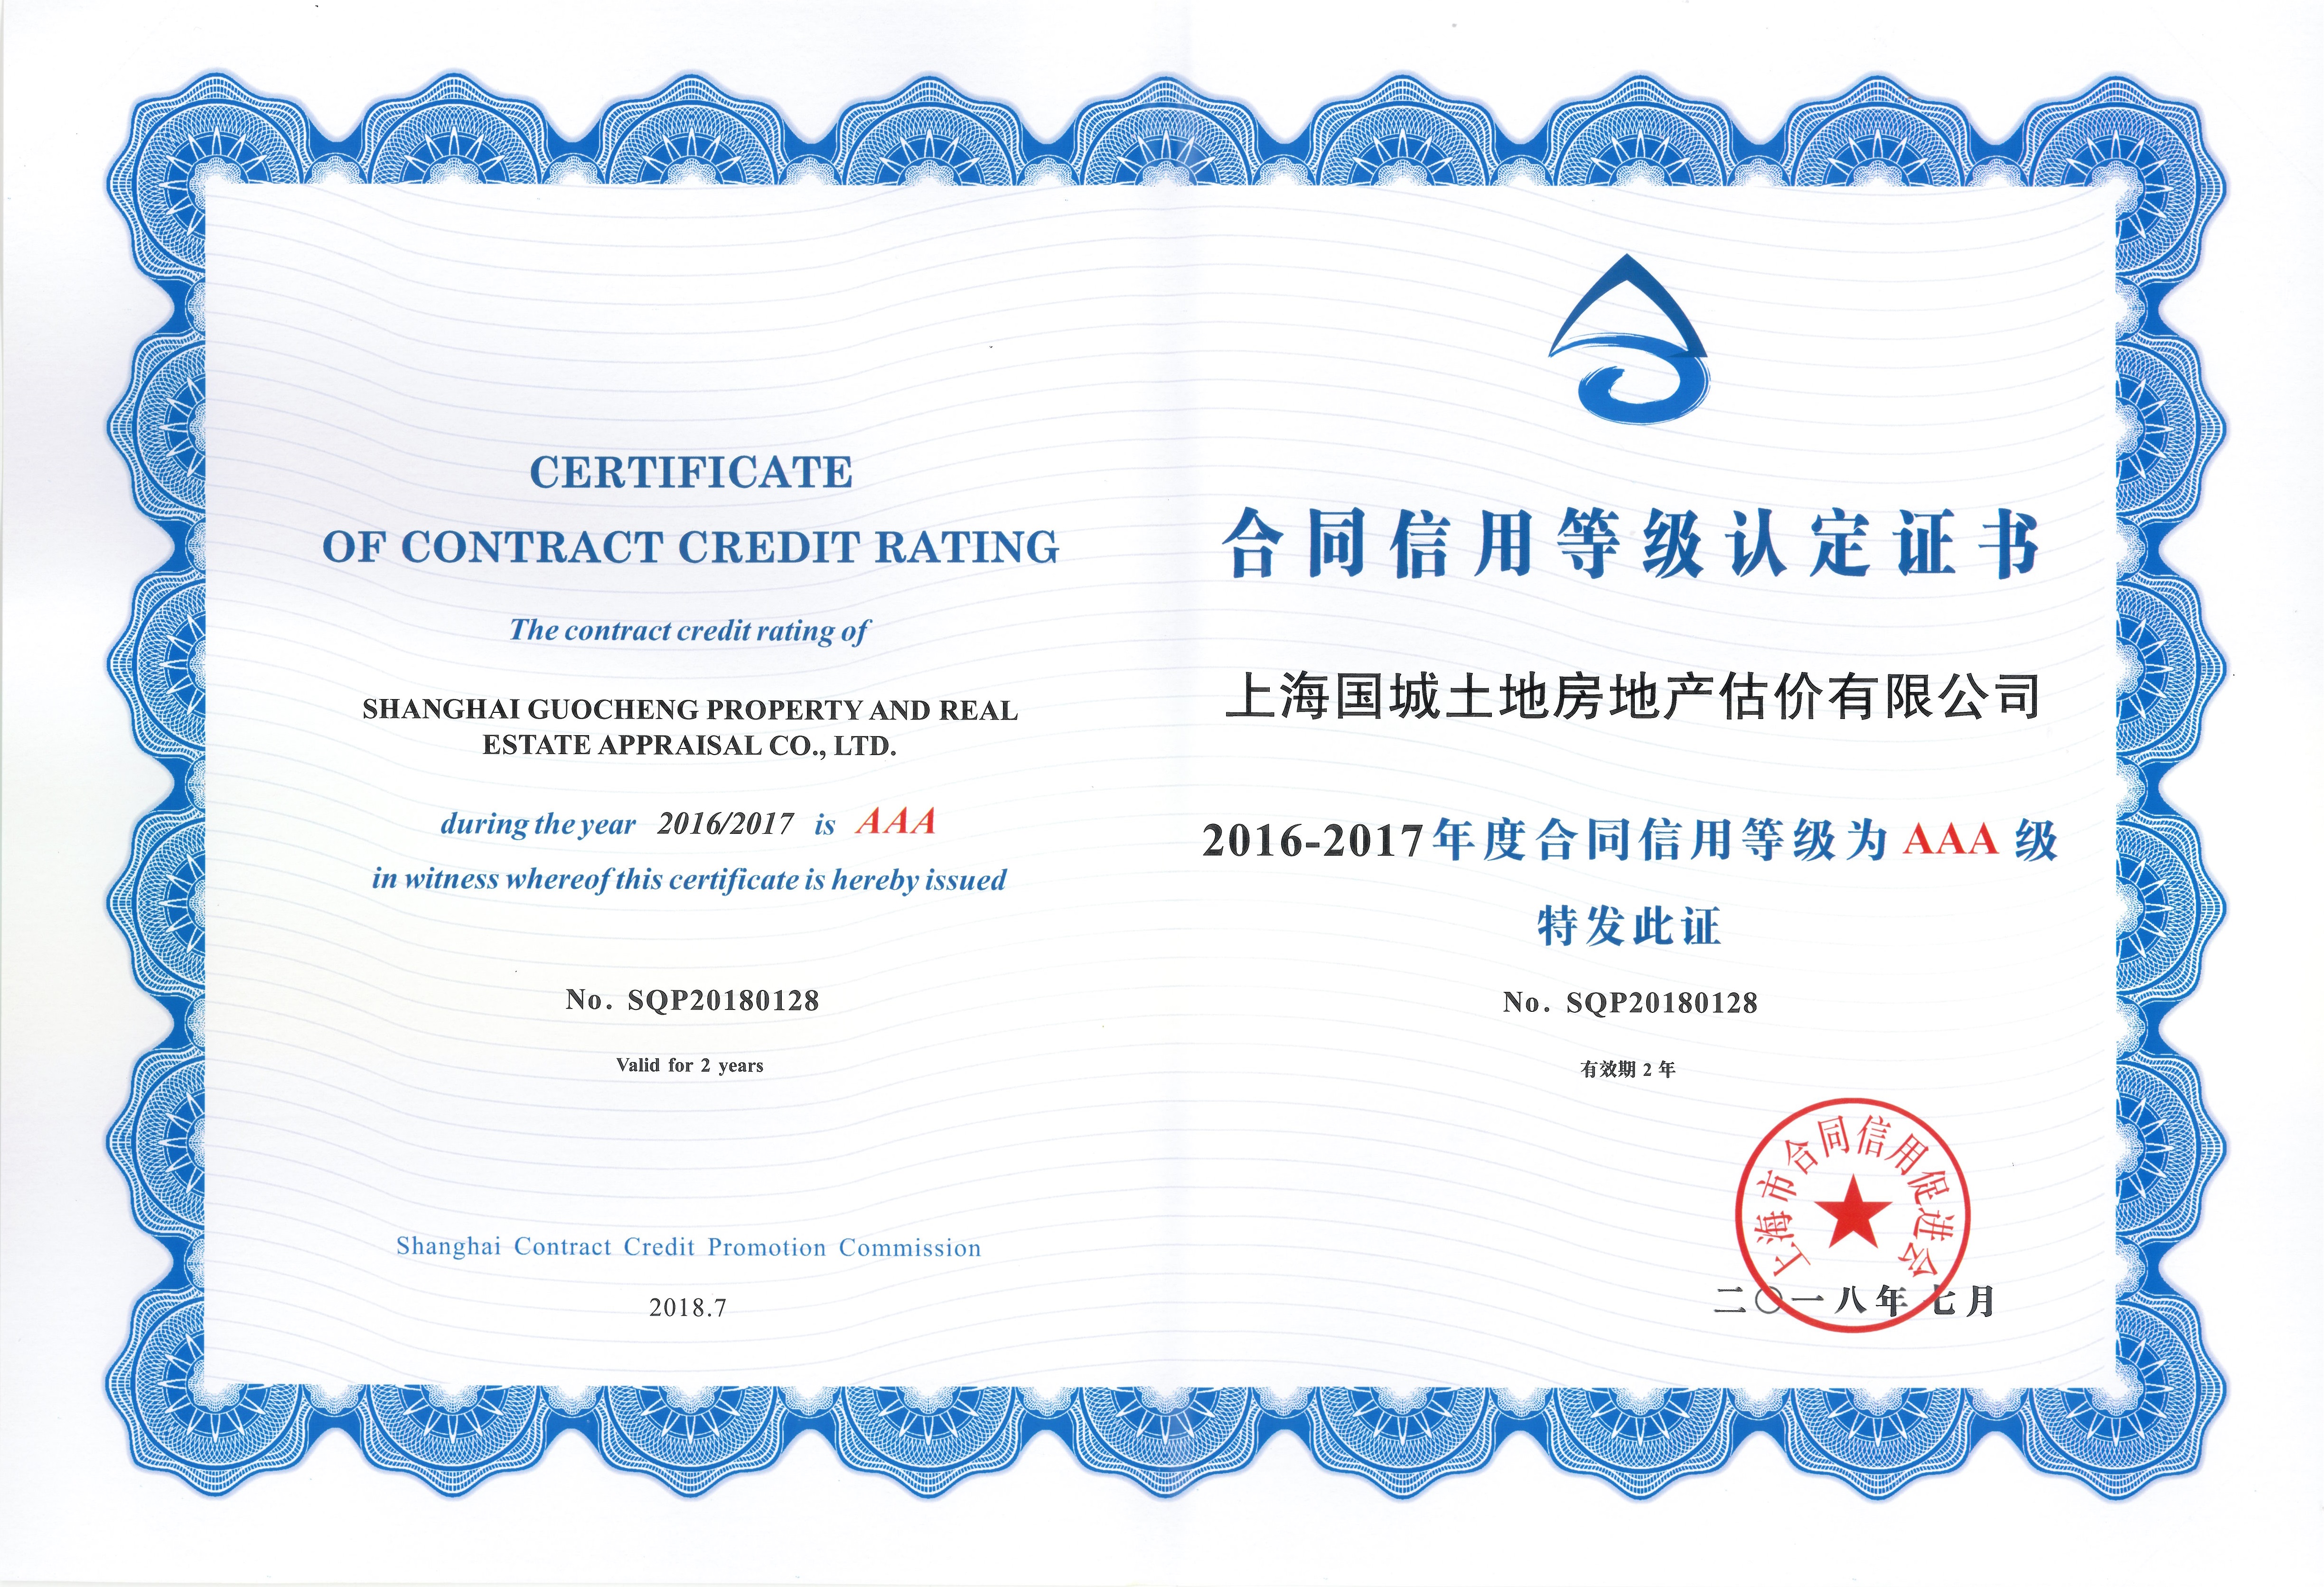 CERTIFICATE
OF CONTRACT CREDIT RATING
The contract credit rating of
SHANGHAI GUOCHENG PROPERTY AND REAL
ESTATE APPRAISAL CO., LTD.
during the year 2016/2017 is AAA
in witness whereof this certificate is hereby issued
No. SQP20180128
Valid for 2 years
Shanghai Contract Credit Promotion Commission
2018.7
合同信用等级认定证书
上海国城土地房地产估价有限公司
2016-2017年度合同信用等级为 AAA 级
特发此证
No. SQP20180128
有效期 2 年
上海市合同信用促进会
二〇一八年七月